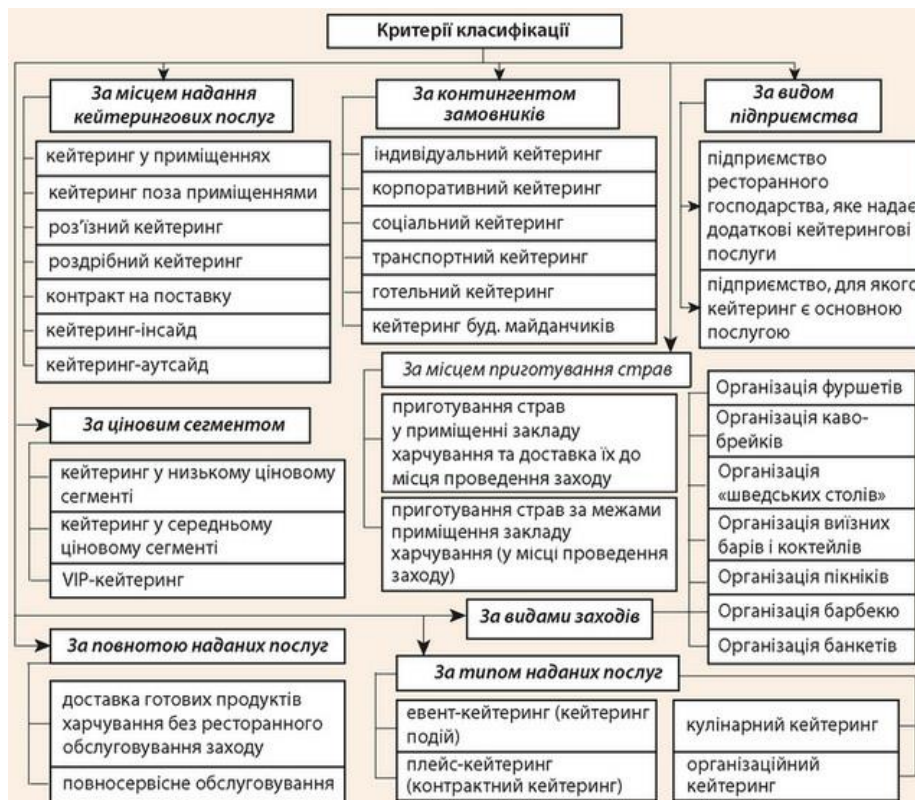 Критерії класифікації
За місцем надання
кейтерингових послуг
кейтеринг у приміщеннях
кейтеринг поза приміщеннями
роз'їзний кейтеринг
роздрібний кейтеринг
контракт на поставку
кейтеринг-інсайд
кейтеринг-аутсайд
За контингентом
замовників
індивідуальний кейтеринг
корпоративний кейтеринг
соціальний кейтеринг
транспортний кейтеринг
готельний кейтеринг
кейтеринг буд. майданчиків
За видом
підприємства
підприємство
ресторанного
господарства, яке надає
додаткові кейтерингові
послуги
підприємство, для якого
кейтеринг є основною
послугою
За ціновим сегментом
кейтеринг у низькому ціновому
сегменті
кейтеринг у середньому
ціновому сегменті
VIP-кейтеринг
За місцем приготування страв
приготування страв
у приміщенні закладу
харчування та доставка їх до
місця проведення заходу
приготування страв за межами
приміщення закладу
харчування (у місці проведення
заходу)
За видами заходів
Організація фуршетів
Організація каво-
брейків
Організація
«шведських столів»
Організація виїзних
барів і коктейлів
Організація пікніків
Організація барбекю
Організація банкетів
За повнотою наданих послуг
доставка готових продуктів
харчування без ресторанного
обслуговування заходу
повносервісне обслуговування
За типом наданих послуг
евент-кейтеринг (кейтеринг
подій)
плейс-кейтеринг
(контрактний кейтеринг)
кулінарний кейтеринг
організаційний
кейтеринг